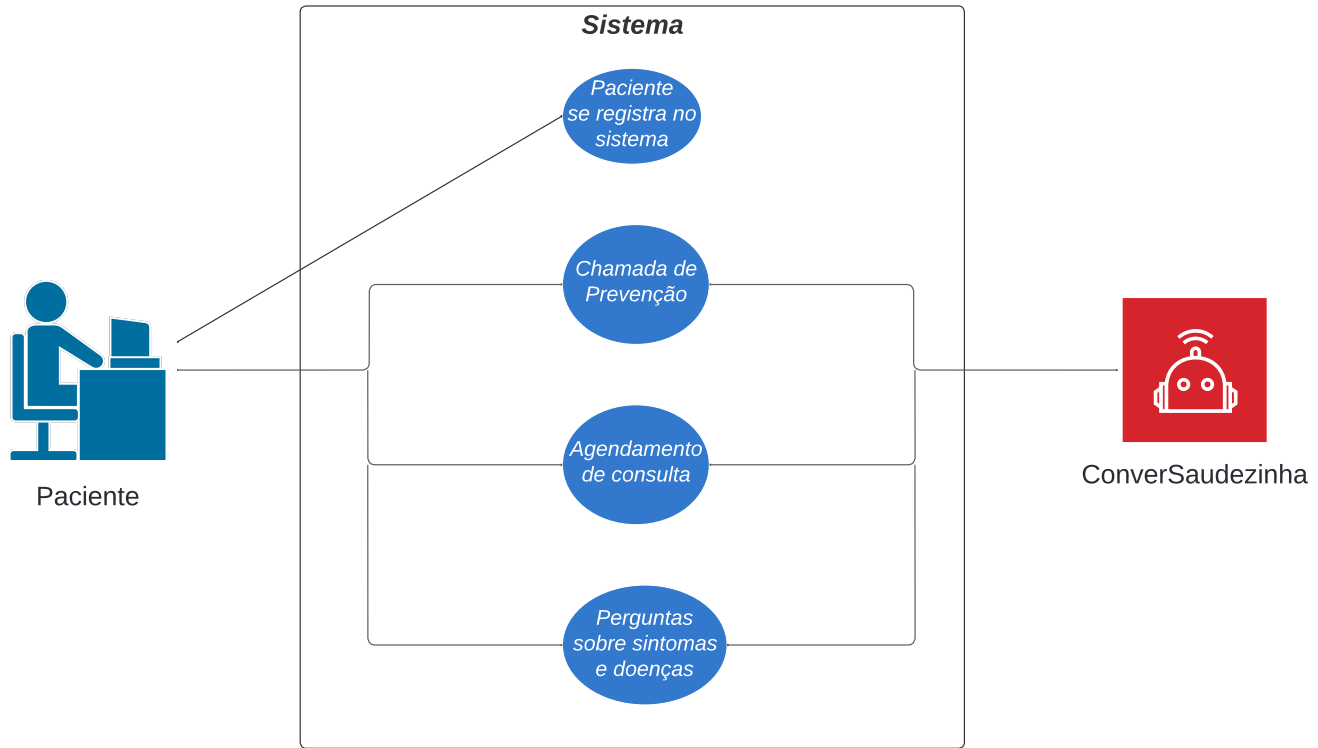 Sistema
Paciente
se registra no
sistema
Chamada de
Prevenção
Agendamento
de consulta
Perguntas
sobre sintomas
e doenças
Paciente
ConverSaudezinha